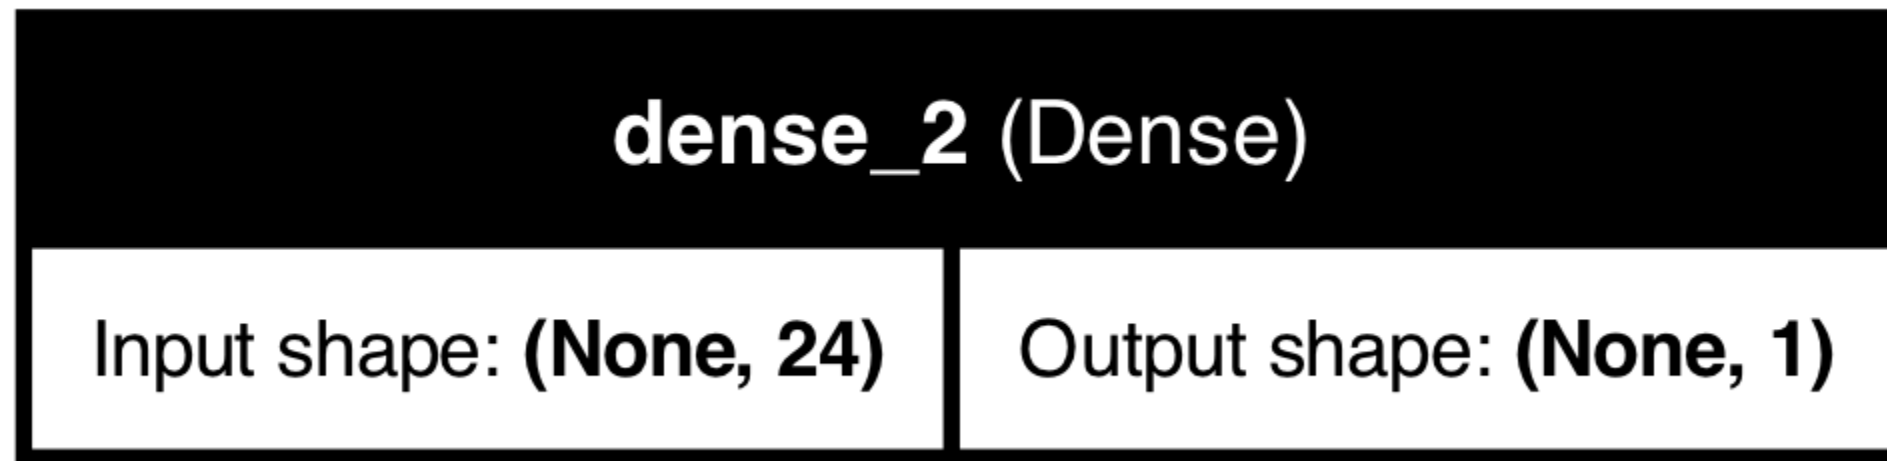 dense_2 (Dense)
Input shape: (None, 24)
Output shape: (None, 1)